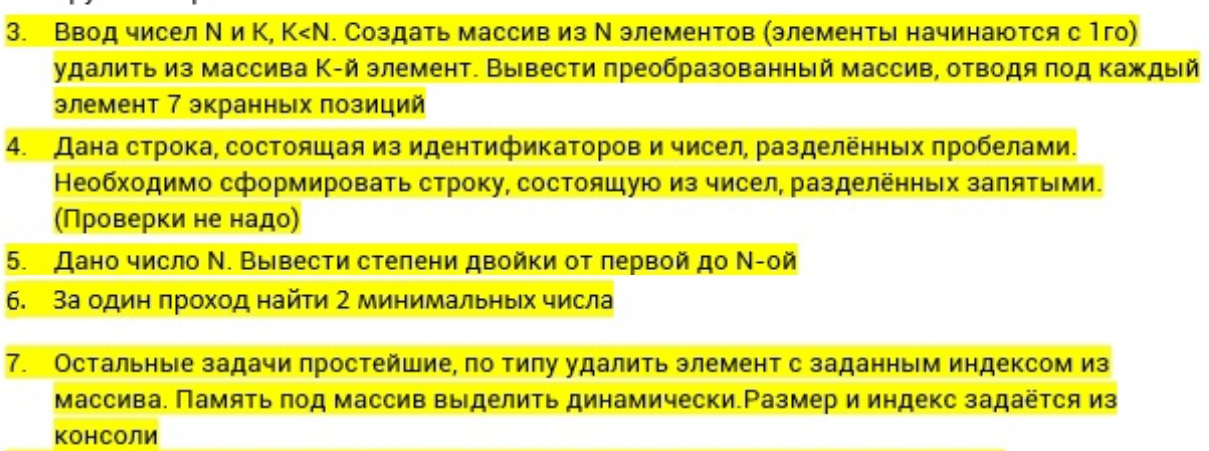 3. Ввод чисел N и K, K<N. Создать массив из N элементов (элементы начинаются с 1го)
удалить из массива К-й элемент. Вывести преобразованный массив, отводя под каждый
элемент 7 экранных позиций
4. Дана строка, состоящая из идентификаторов и чисел, разделённых пробелами.
Необходимо сформировать строку, состоящую из чисел, разделённых запятыми.
(Проверки не надо)
5. Дано число N. Вывести степени двойки от первой до N-ой
6. За один проход найти 2 минимальных числа
7. Остальные задачи простейшие, по типу удалить элемент с заданным индексом из
массива. Память под массив выделить динамически.Размер и индекс задаётся из
консоли